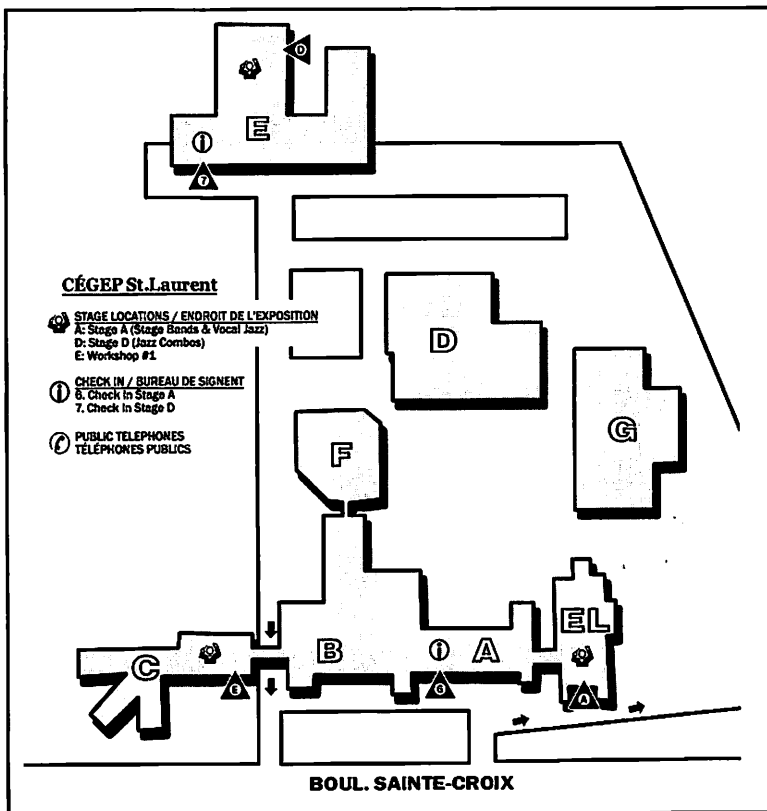 D
E
7
CÉGEP St.Laurent
STAGE LOCATIONS / ENDROIT DE L'EXPOSITION
A: Stage A (Stage Bands & Vocal Jazz)
D: Stage D (Jazz Combos)
E: Workshop #1
CHECK IN / BUREAU DE SIGNENT
6. Check In Stage A
7. Check In Stage D
PUBLIC TELEPHONES
TÉLÉPHONES PUBLICS
D
G
F
EL
C
B
A
E
6
A
BOUL. SAINTE-CROIX